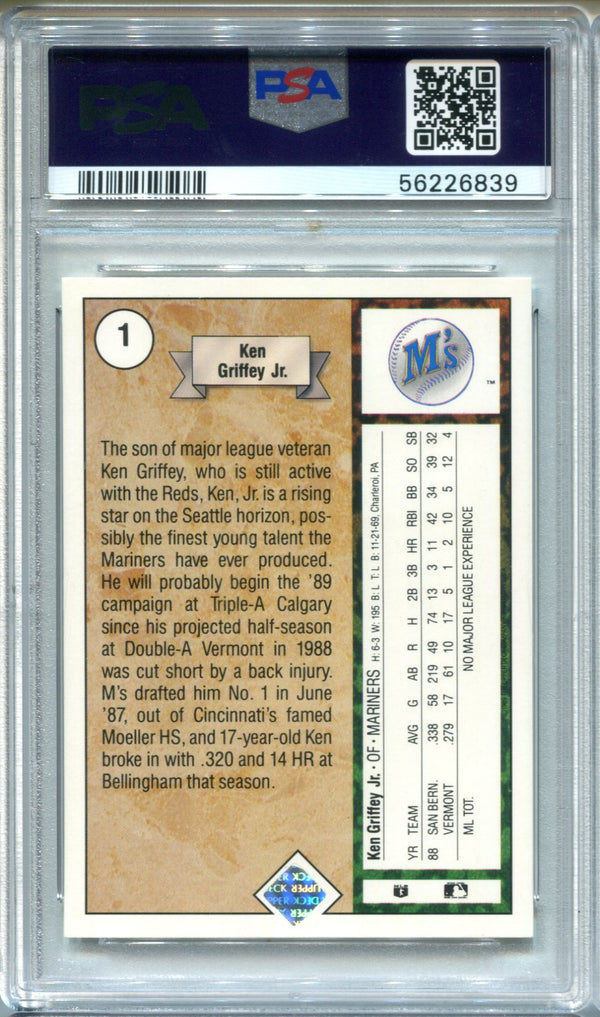 PSA
PSA
56226839
1
Ken
Griffey Jr.
M's
TM
The son of major league veteran
Ken Griffey, who is still active
with the Reds, Ken, Jr. is a rising
star on the Seattle horizon, pos-
sibly the finest young talent the
Mariners have ever produced.
He will probably begin the '89
campaign at Triple-A Calgary
since his projected half-season
at Double-A Vermont in 1988
was cut short by a back injury.
M's drafted him No. 1 in June
'87, out of Cincinnati's famed
Moeller HS, and 17-year-old Ken
broke in with .320 and 14 HR at
Bellingham that season.
Ken Griffey Jr. • OF • MARINERS H: 6-3 W: 195 B: L T: L B: 11-21-69, Charleroi, PA
YR TEAM AVG G AB R H 2B 3B HR RBI BB SO SB
88 SAN BERN. .338 58 219 49 74 13 3 11 42 34 39 32
VERMONT .279 17 61 10 17 5 1 2 10 5 12 4
ML TOT. NO MAJOR LEAGUE EXPERIENCE
UPPER
DECK